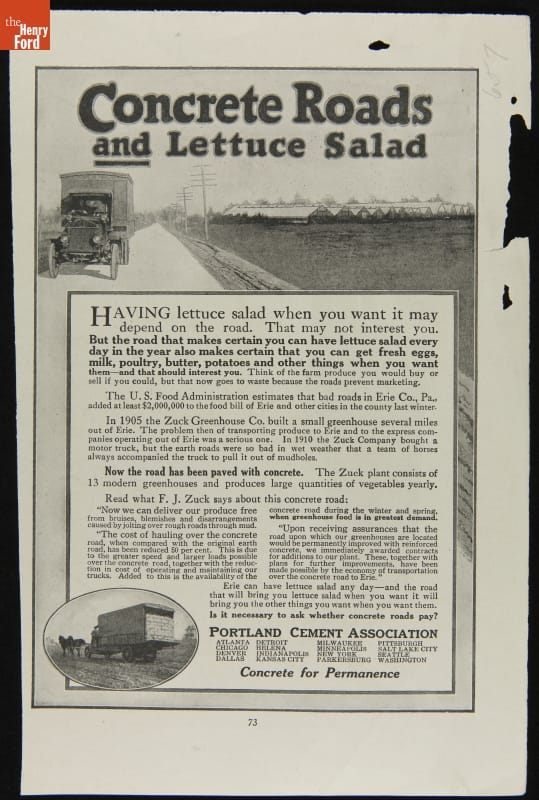 the
Henry
Ford
Concrete Roads
and Lettuce Salad
HAVING lettuce salad when you want it may
depend on the road. That may not interest you.
But the road that makes certain you can have lettuce salad every
day in the year also makes certain that you can get fresh eggs,
milk, poultry, butter, potatoes and other things when you want
them—and that should interest you. Think of the farm produce you would buy or
sell if you could, but that now goes to waste because the roads prevent marketing.
The U. S. Food Administration estimates that bad roads in Erie Co., Pa.,
added at least $2,000,000 to the food bill of Erie and other cities in the county last winter.
In 1905 the Zuck Greenhouse Co. built a small greenhouse several miles
out of Erie. The problem then of transporting produce to Erie and to the express com-
panies operating out of Erie was a serious one. In 1910 the Zuck Company bought a
motor truck, but the earth roads were so bad in wet weather that a team of horses
always accompanied the truck to pull it out of mudholes.
Now the road has been paved with concrete. The Zuck plant consists of
13 modern greenhouses and produces large quantities of vegetables yearly.
Read what F. J. Zuck says about this concrete road:
"Now we can deliver our produce free
from bruises, blemishes and disarrangements
caused by jolting over rough roads through mud.
"The cost of hauling over the concrete
road, when compared with the original earth
road, has been reduced 50 per cent. This is due
to the greater speed and larger loads possible
over the concrete road, together with the reduc-
tion in cost of operating and maintaining our
trucks. Added to this is the availability of the
concrete road during the winter and spring,
when greenhouse food is in greatest demand.
"Upon receiving assurances that the
road upon which our greenhouses are located
would be permanently improved with reinforced
concrete, we immediately awarded contracts
for additions to our plant. These, together with
plans for further improvements, have been
made possible by the economy of transportation
over the concrete road to Erie."
Erie can have lettuce salad any day—and the road
that will bring you lettuce salad when you want it will
bring you the other things you want when you want them.
Is it necessary to ask whether concrete roads pay?
PORTLAND CEMENT ASSOCIATION
ATLANTA DETROIT MILWAUKEE PITTSBURGH
CHICAGO HELENA MINNEAPOLIS SALT LAKE CITY
DENVER INDIANAPOLIS NEW YORK SEATTLE
DALLAS KANSAS CITY PARKERSBURG WASHINGTON
Concrete for Permanence
73